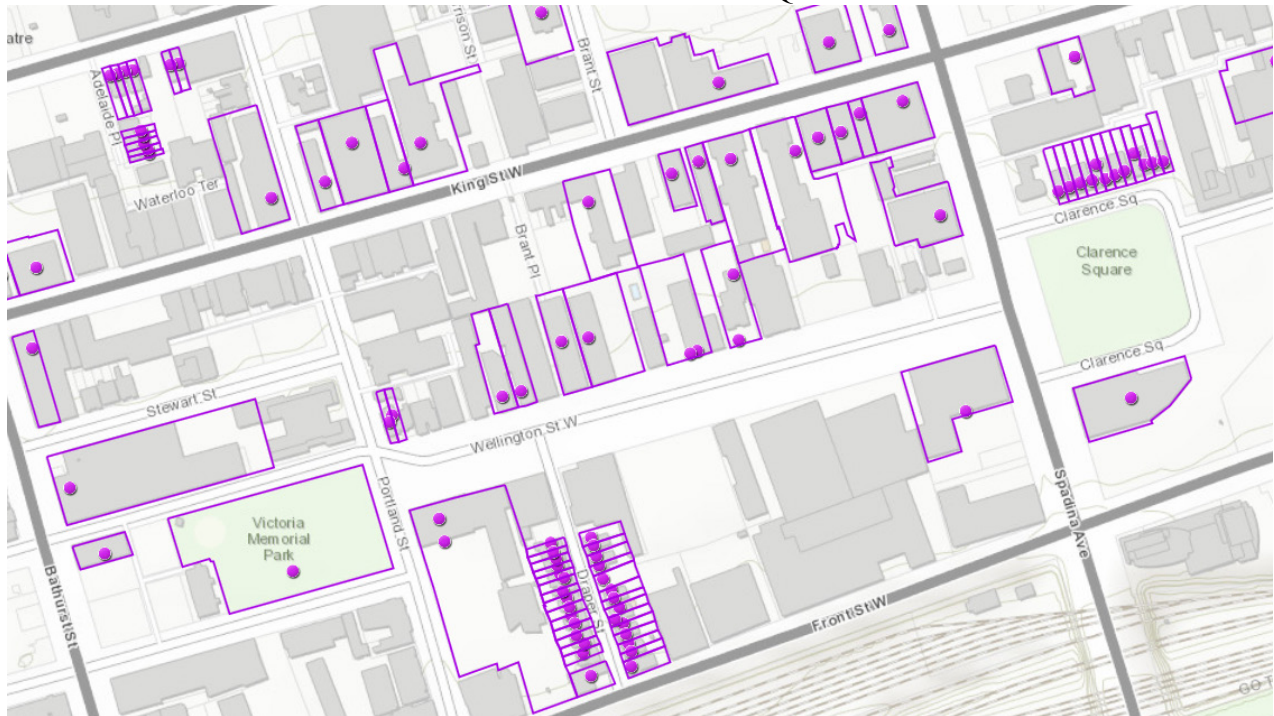 atre
rison St
Brant St
Adelaide Pl
King St W
Waterloo Ter
Clarence Sq
Brant Pl
Clarence
Square
Clarence Sq
Stewart St
Wellington St W
Spadina Ave
Victoria
Memorial
Park
Portland St
Bathurst St
Draper St
Front St W
GO T